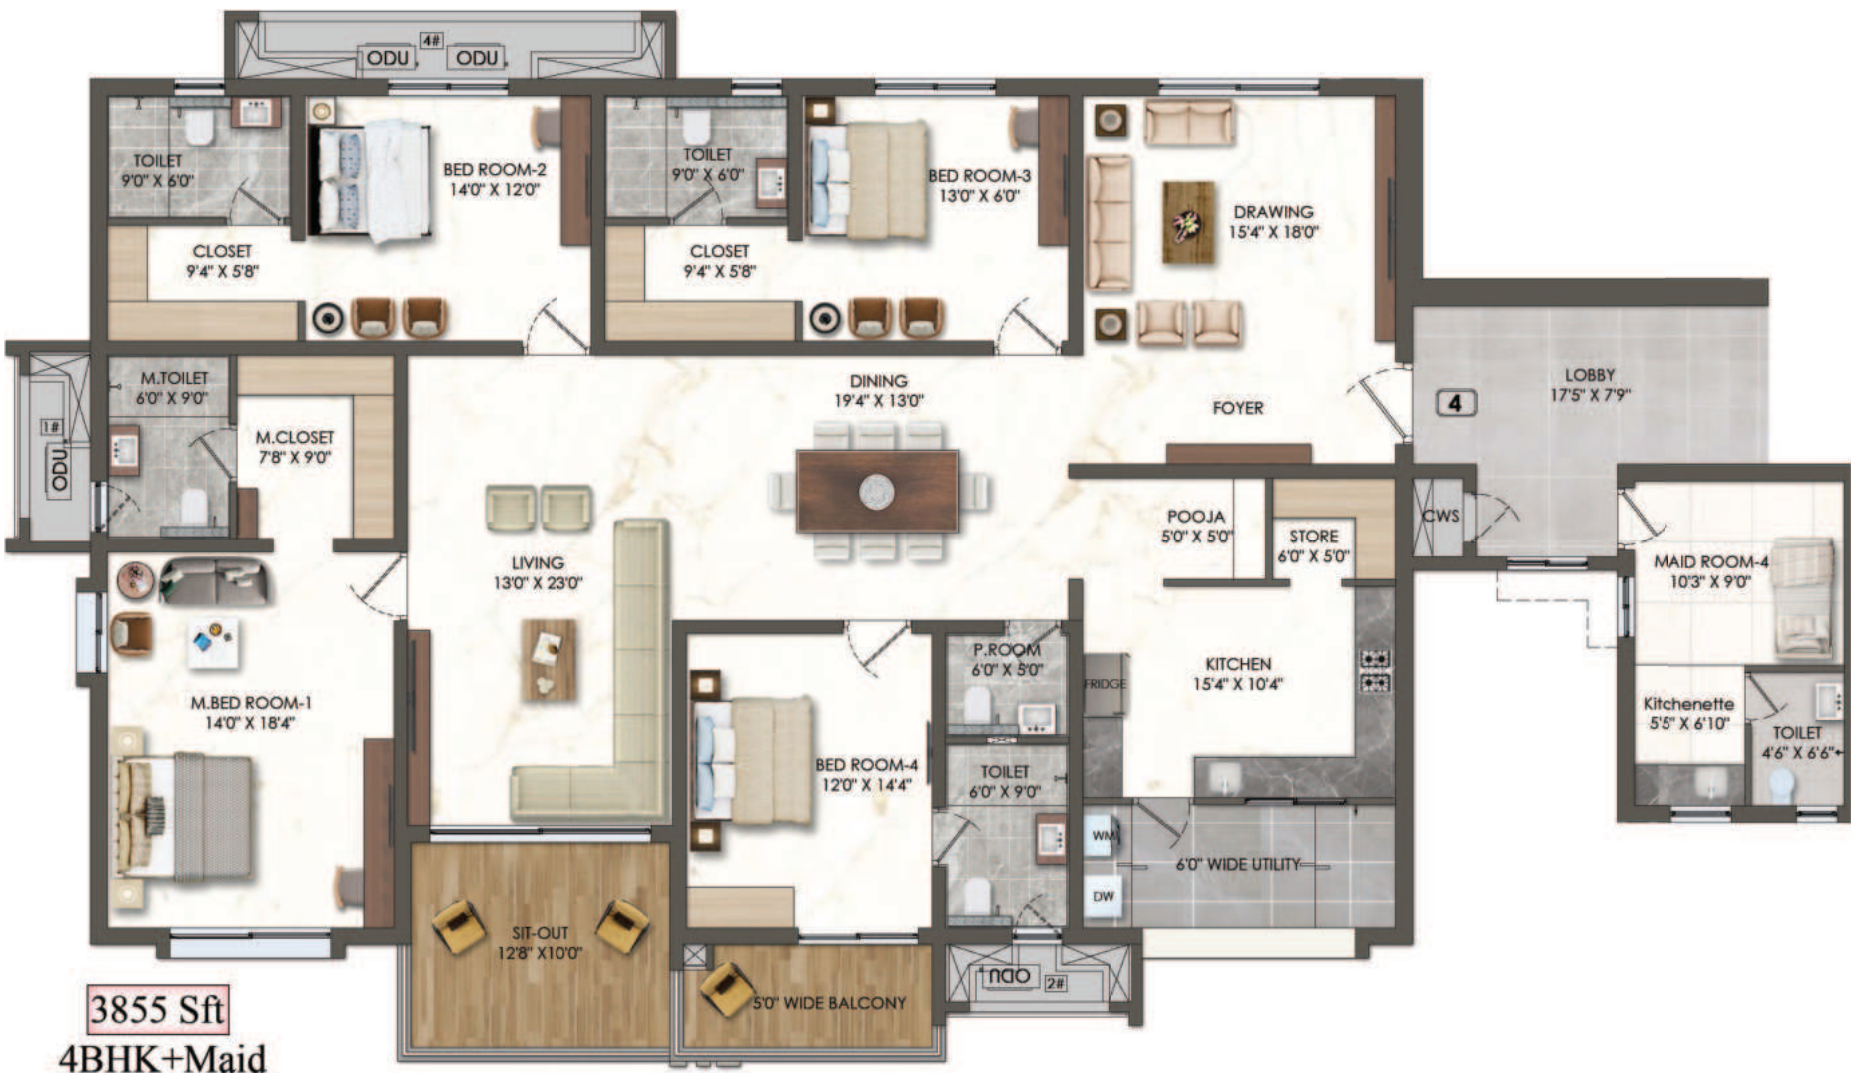 4#
ODU
ODU
TOILET
9'0" X 6'0"
BED ROOM-2
14'0" X 12'0"
TOILET
9'0" X 6'0"
BED ROOM-3
13'0" X 6'0"
DRAWING
15'4" X 18'0"
CLOSET
9'4" X 5'8"
CLOSET
9'4" X 5'8"
M.TOILET
6'0" X 9'0"
DINING
19'4" X 13'0"
FOYER
4
LOBBY
17'5" X 7'9"
1#
ODU
M.CLOSET
7'8" X 9'0"
POOJA
5'0" X 5'0"
STORE
6'0" X 5'0"
CWS
LIVING
13'0" X 23'0"
MAID ROOM-4
10'3" X 9'0"
P.ROOM
6'0" X 5'0"
FRIDGE
KITCHEN
15'4" X 10'4"
M.BED ROOM-1
14'0" X 18'4"
Kitchenette
5'5" X 6'10"
TOILET
4'6" X 6'6"
BED ROOM-4
12'0" X 14'4"
TOILET
6'0" X 9'0"
WM
6'0" WIDE UTILITY
DW
SIT-OUT
12'8" X10'0"
5'0" WIDE BALCONY
ODU
2#
3855 Sft
4BHK+Maid